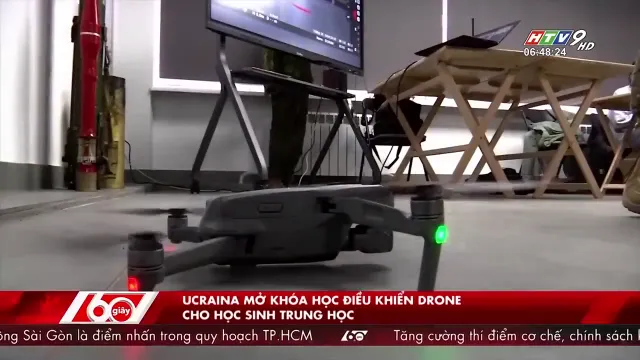 HTV9 HD
06:48:24
60 giây
UCRAINA MỞ KHÓA HỌC ĐIỀU KHIỂN DRONE
CHO HỌC SINH TRUNG HỌC
ông Sài Gòn là điểm nhấn trong quy hoạch TP.HCM 60 Tăng cường thí điểm cơ chế, chính sách